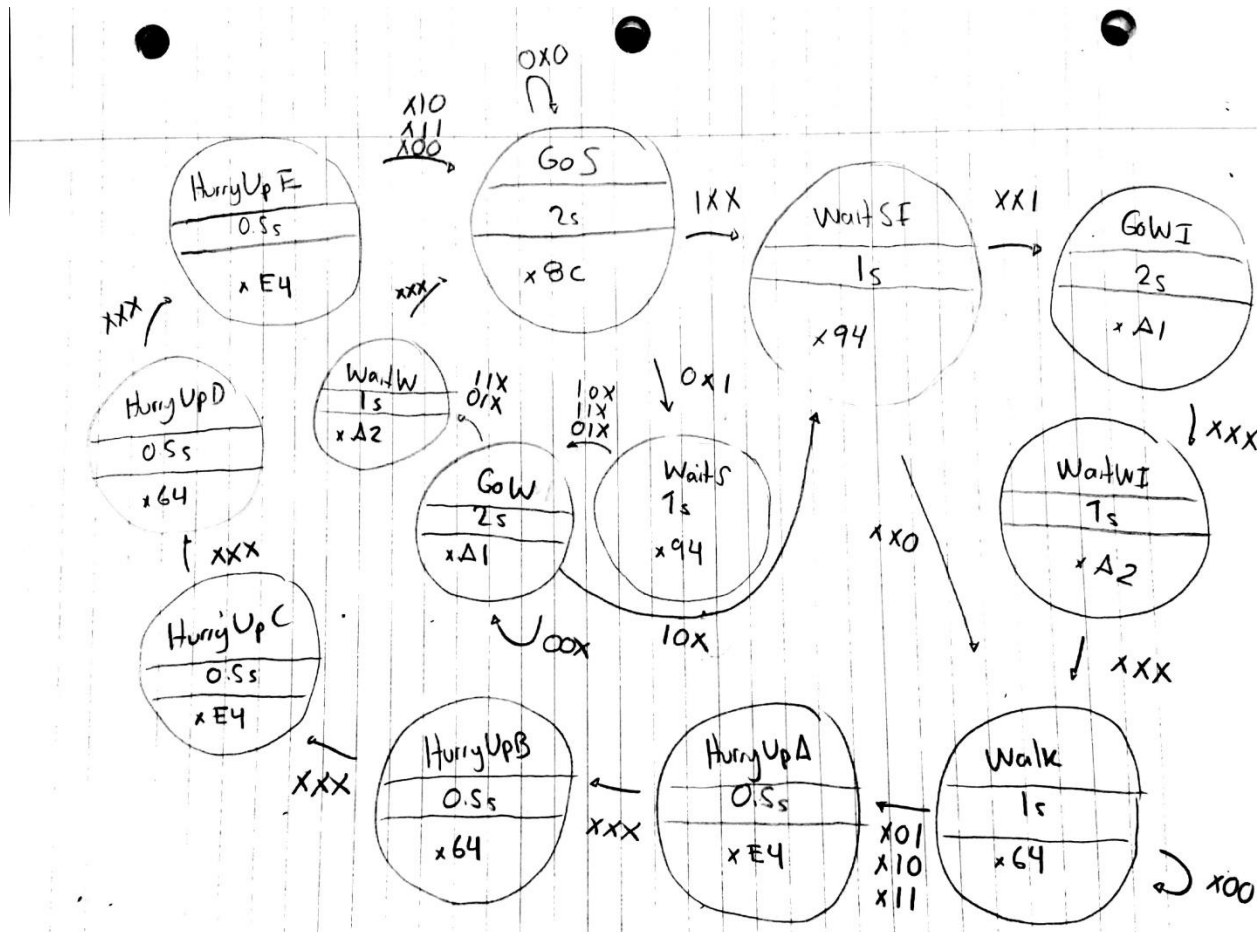 0X0
X10
X11
X00
HurryUpE
0.5s
xE4
GoS
2s
x8C
1XX
WaitSI
1s
x94
XX1
GoWI
2s
xA1
XXX
XXX
WaitW
1s
xA2
11X
01X
10X
11X
01X
0X1
HurryUpD
0.5s
x64
GoW
2s
xA1
WaitS
1s
x94
XXX
WaitWI
1s
xA2
XX0
XXX
00X
10X
XXX
HurryUpC
0.5s
xE4
XXX
HurryUpB
0.5s
x64
XXX
HurryUpA
0.5s
xE4
X01
X10
X11
Walk
1s
x64
X00